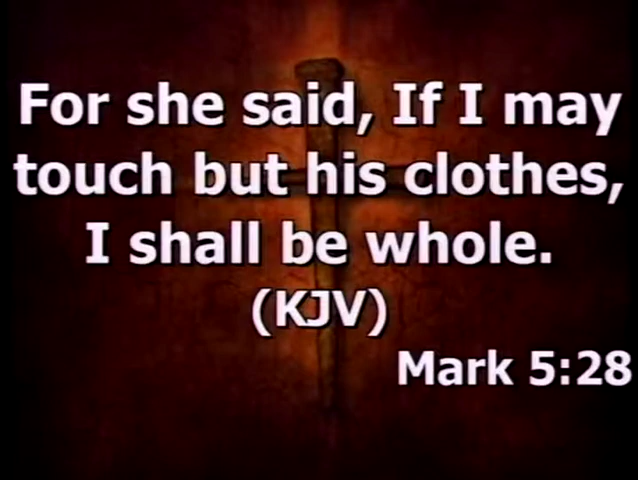 For she said, If I may
touch but his clothes,
I shall be whole.
(KJV)
Mark 5:28